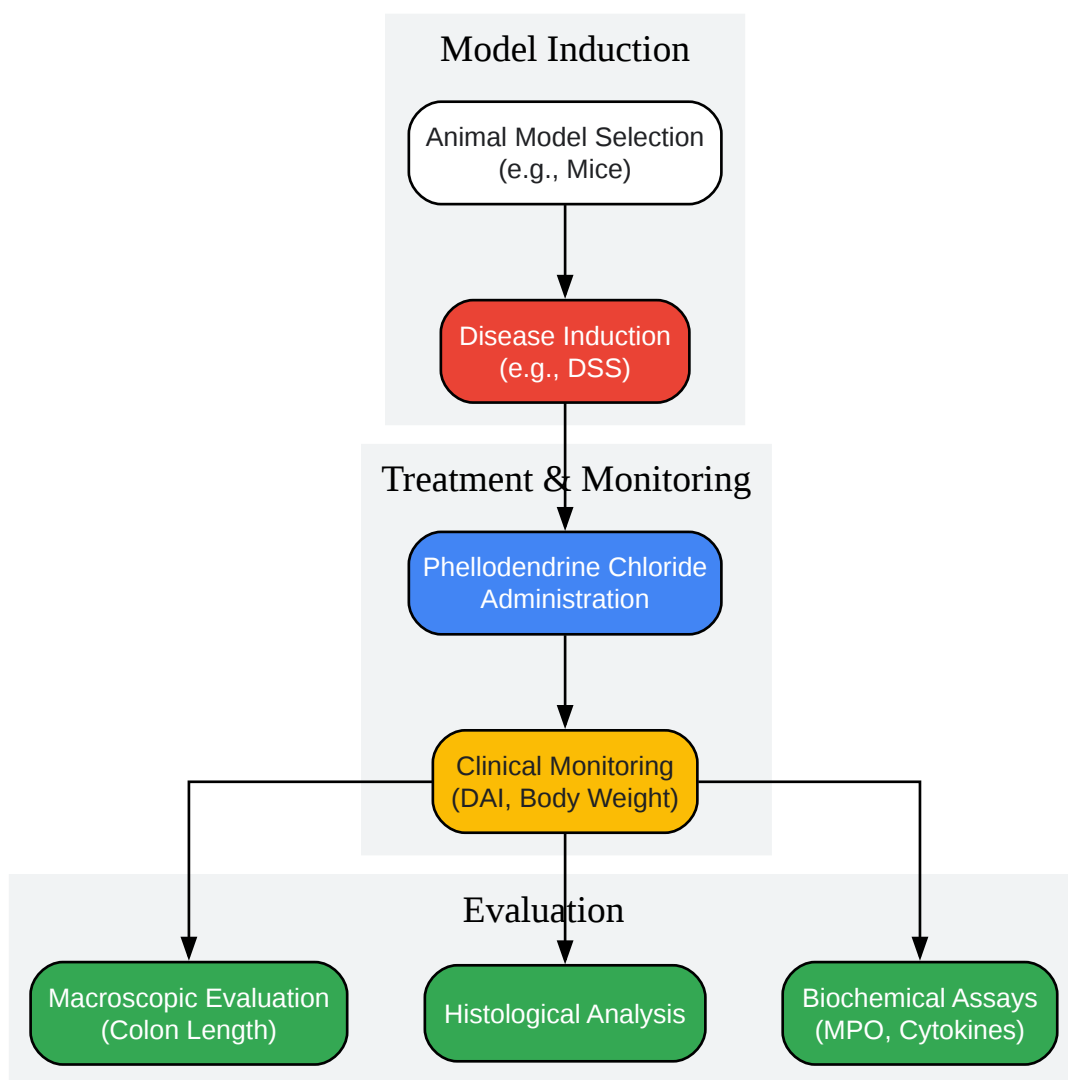 Model Induction
Animal Model Selection
(e.g., Mice)
Disease Induction
(e.g., DSS)
Treatment & Monitoring
Phellodendrine Chloride
Administration
Clinical Monitoring
(DAI, Body Weight)
Evaluation
Macroscopic Evaluation
(Colon Length)
Histological Analysis
Biochemical Assays
(MPO, Cytokines)